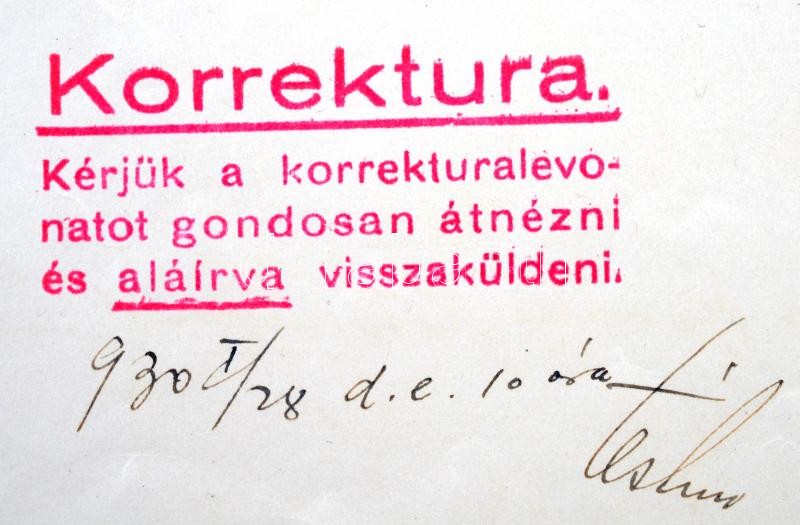 Korrektura.
Kérjük a korrekturalevo-
natot gondosan átnézni
és aláírva visszaküldeni.
930 I/28 d.e. 10 óra